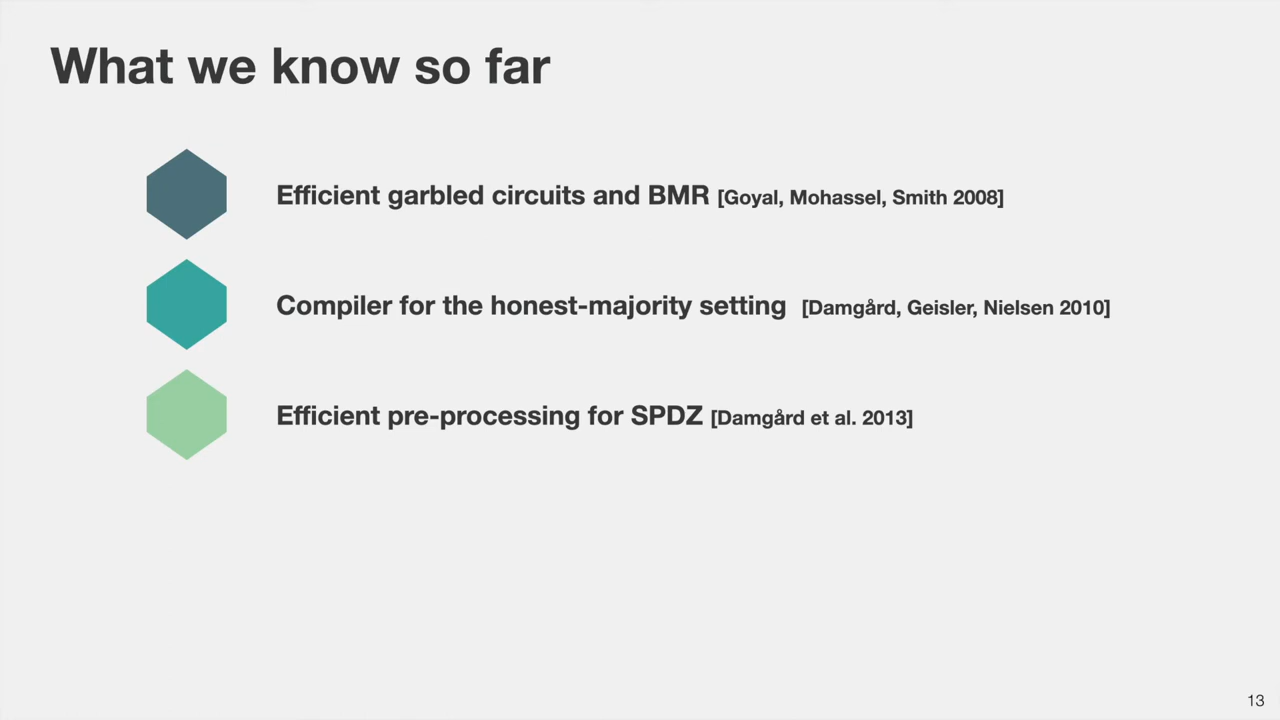 What we know so far
Efficient garbled circuits and BMR [Goyal, Mohassel, Smith 2008]
Compiler for the honest-majority setting [Damgård, Geisler, Nielsen 2010]
Efficient pre-processing for SPDZ [Damgård et al. 2013]
13